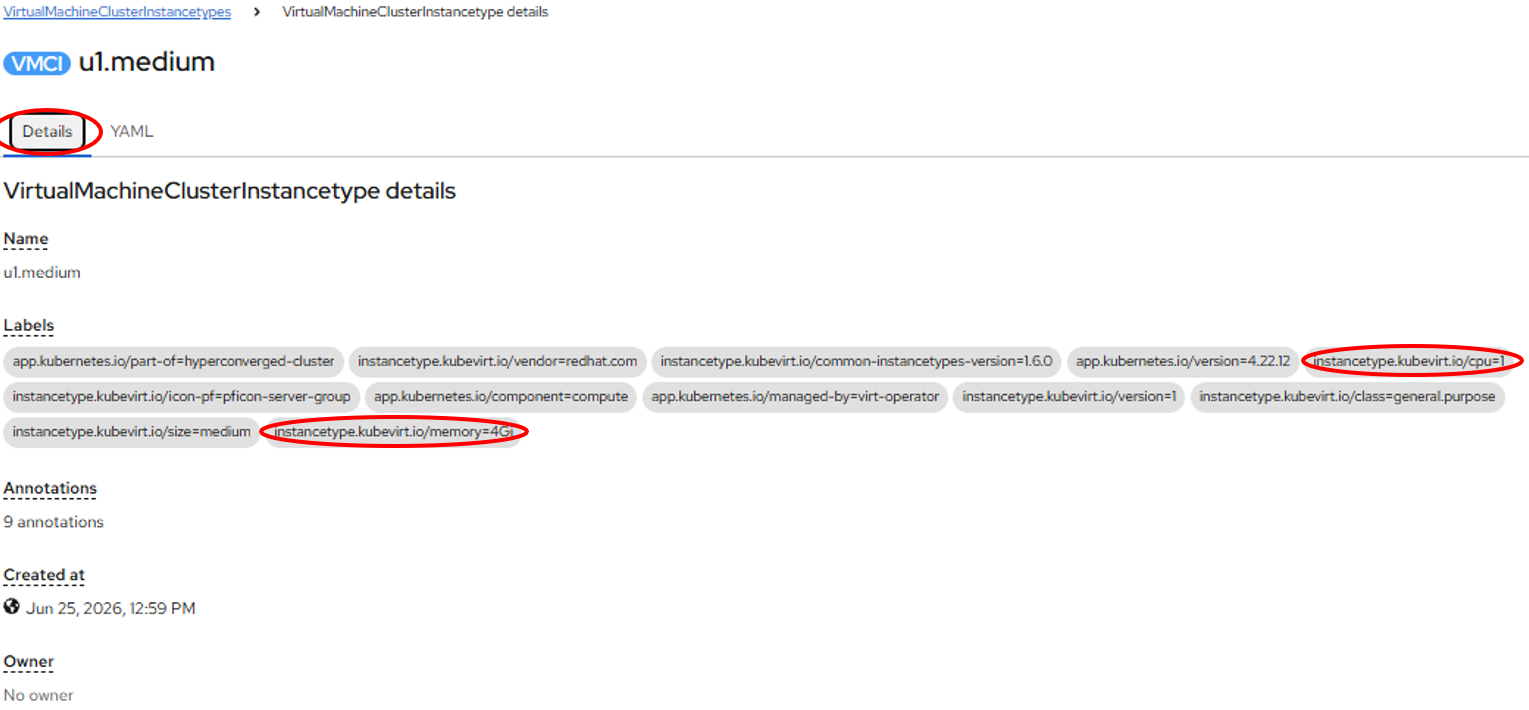 VirtualMachineClusterInstancetypes > VirtualMachineClusterInstancetype details
VMCI u1.medium
Details YAML
VirtualMachineClusterInstancetype details
Name
u1.medium
Labels
app.kubernetes.io/part-of=hyperconverged-cluster instancetype.kubevirt.io/vendor=redhat.com instancetype.kubevirt.io/common-instancetypes-version=1.6.0 app.kubernetes.io/version=4.22.12 instancetype.kubevirt.io/cpu=1
instancetype.kubevirt.io/icon-pf=pficon-server-group app.kubernetes.io/component=compute app.kubernetes.io/managed-by=virt-operator instancetype.kubevirt.io/version=1 instancetype.kubevirt.io/class=general.purpose
instancetype.kubevirt.io/size=medium instancetype.kubevirt.io/memory=4Gi
Annotations
9 annotations
Created at
Jun 25, 2026, 12:59 PM
Owner
No owner